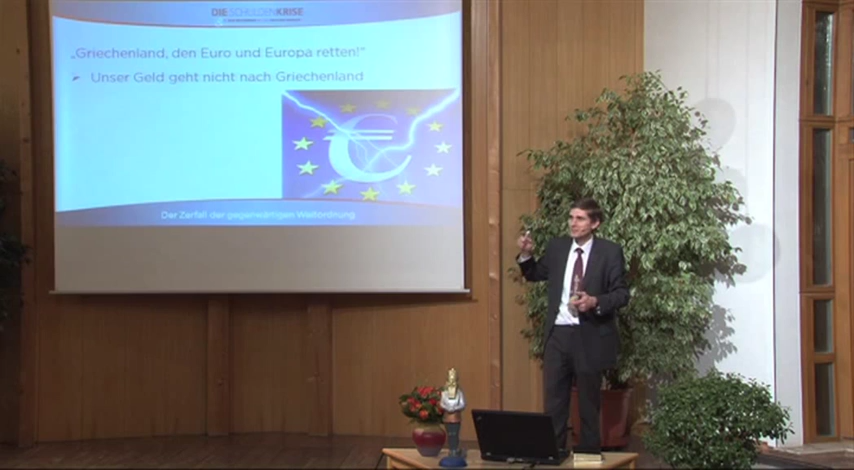 DIE SCHULDENKRISE
„Griechenland, den Euro und Europa retten!“
Unser Geld geht nicht nach Griechenland
Der Zerfall der gegenwärtigen Weltordnung